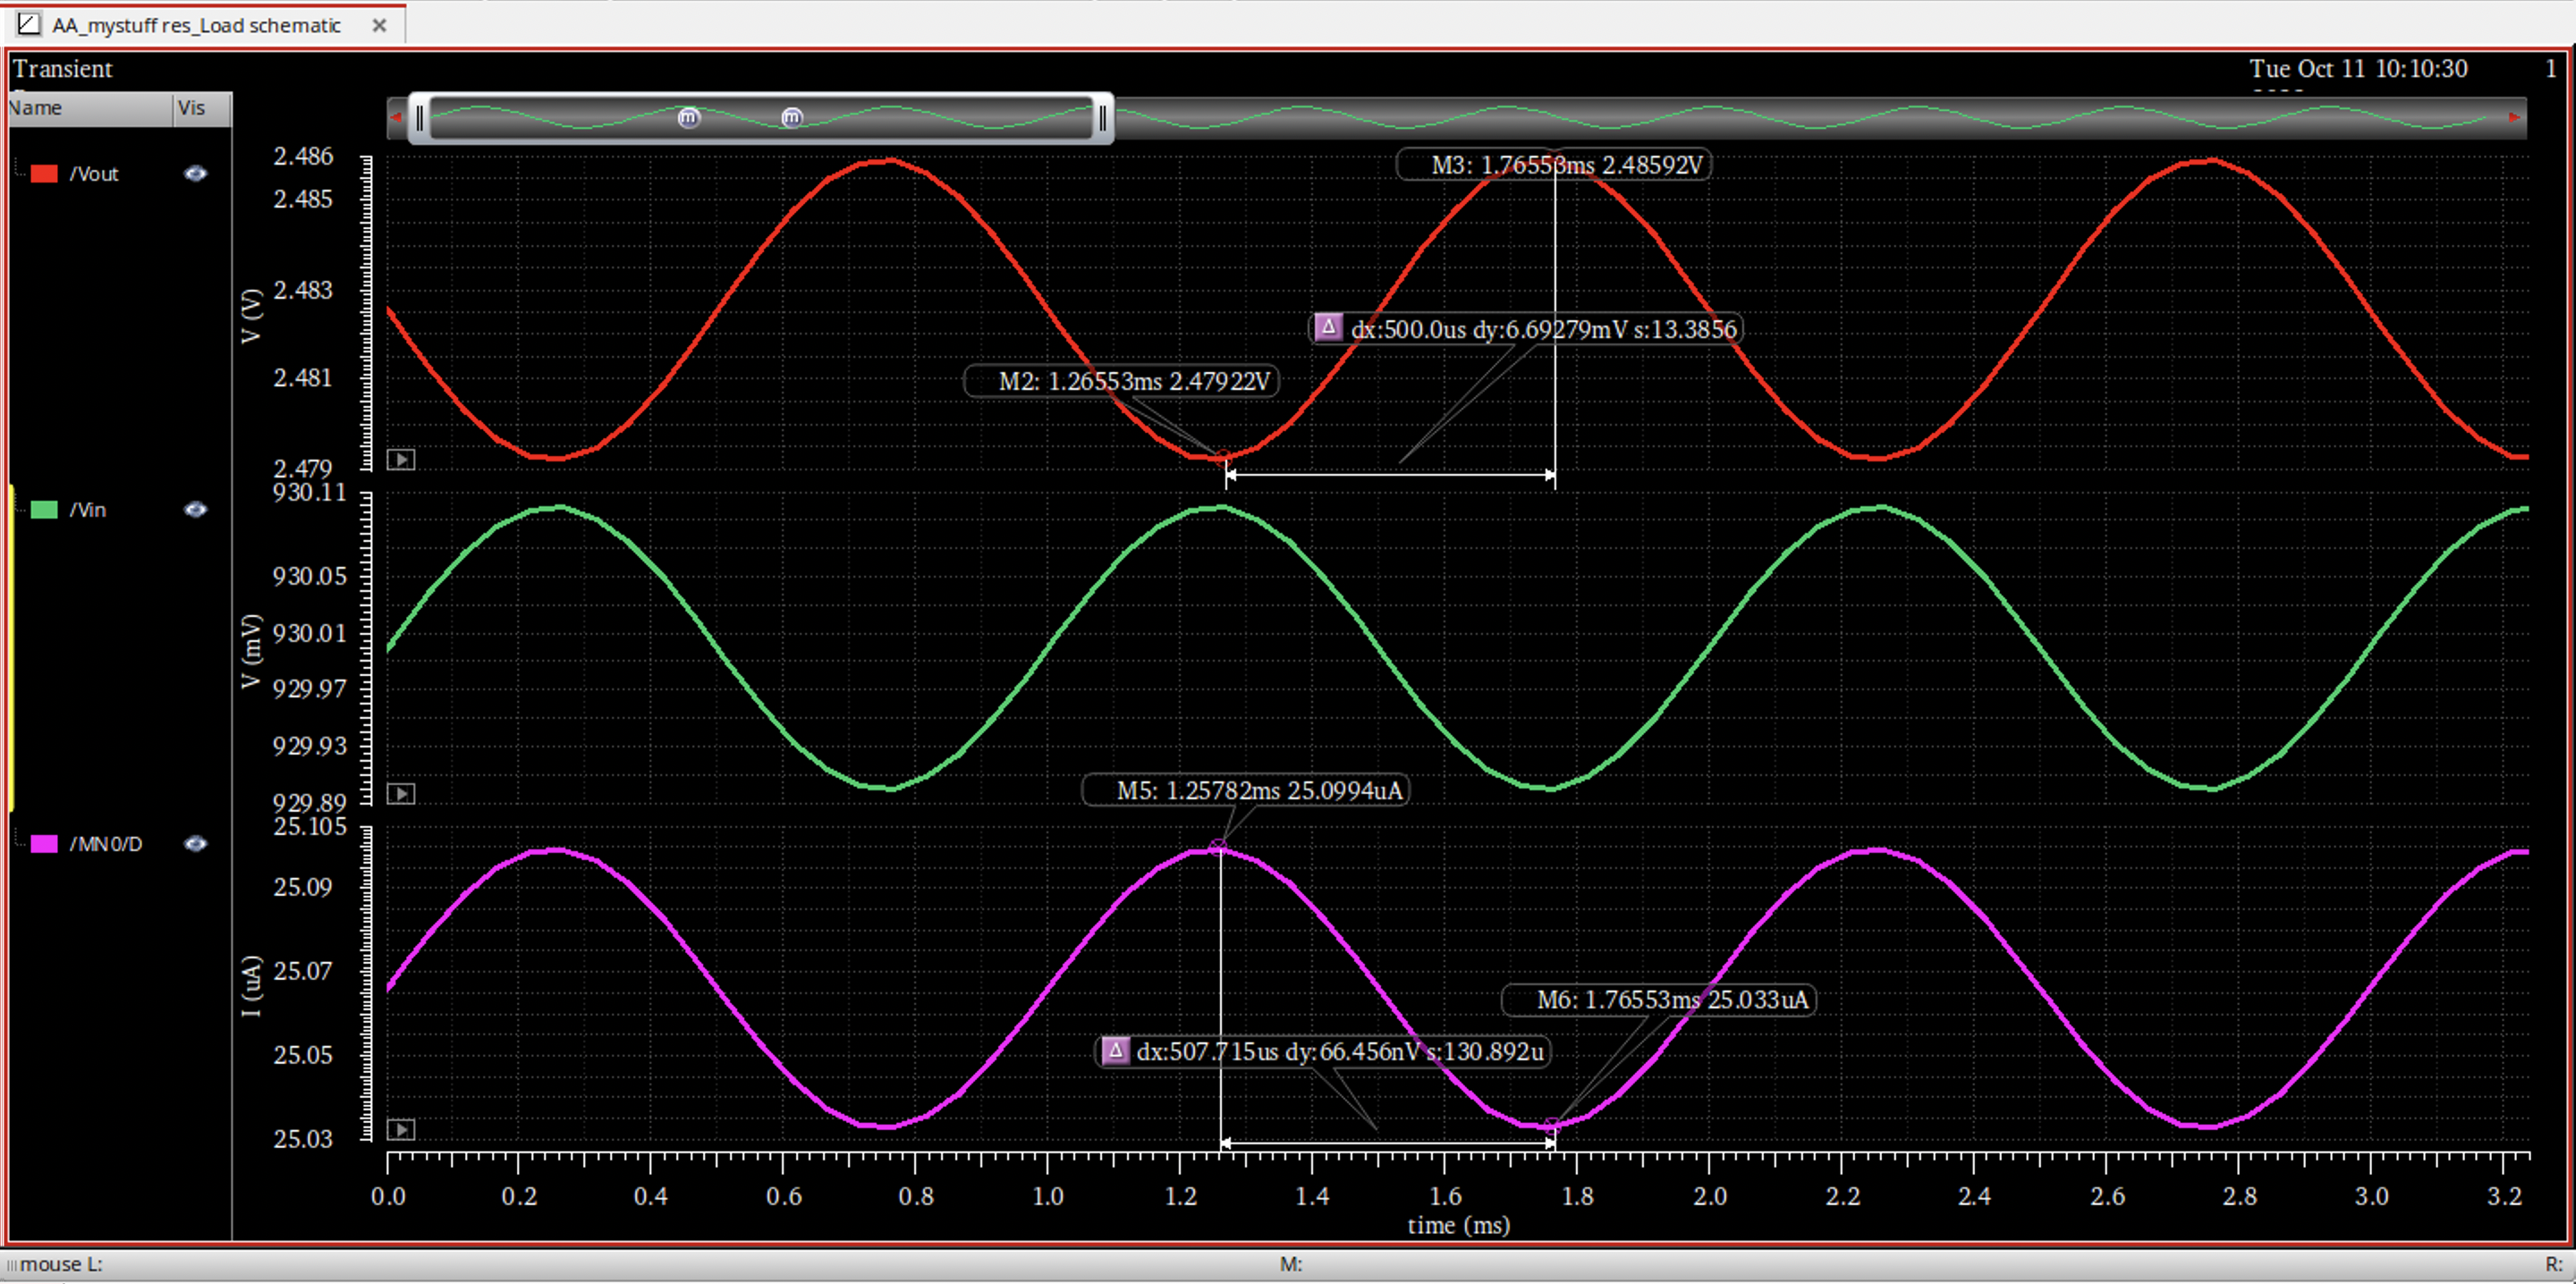 AA_mystuff res_Load schematic
Transient
Tue Oct 11 10:10:30
1
Name Vis
/Vout
/Vin
/MN0/D
V (V)
2.486
2.485
2.483
2.481
2.479
M3: 1.76553ms 2.48592V
dx:500.0us dy:6.69279mV s:13.3856
M2: 1.26553ms 2.47922V
V (mV)
930.11
930.05
930.01
929.97
929.93
929.89
M5: 1.25782ms 25.0994uA
I (uA)
25.105
25.09
25.07
25.05
25.03
M6: 1.76553ms 25.033uA
dx:507.715us dy:66.456nV s:130.892u
0.0 0.2 0.4 0.6 0.8 1.0 1.2 1.4 1.6 1.8 2.0 2.2 2.4 2.6 2.8 3.0 3.2
time (ms)
mouse L: M: R: